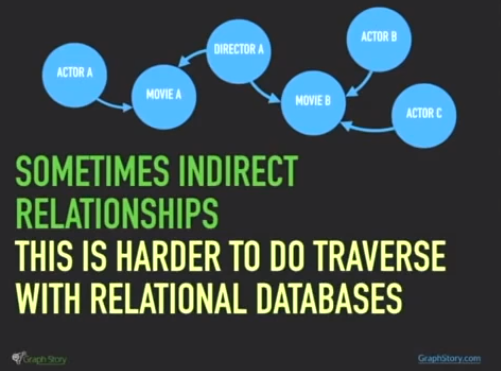 ACTOR B
DIRECTOR A
ACTOR A
MOVIE A
MOVIE B
ACTOR C
SOMETIMES INDIRECT
RELATIONSHIPS
THIS IS HARDER TO DO TRAVERSE
WITH RELATIONAL DATABASES
Graph Story
GraphStory.com